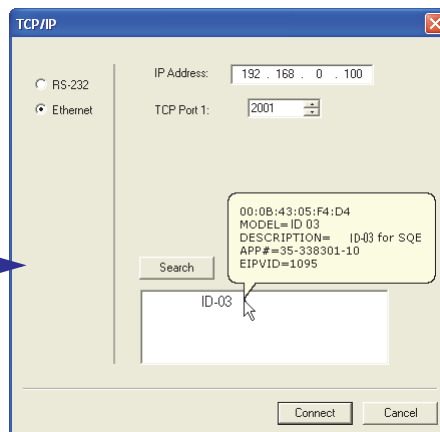 TCP/IP
RS-232
Ethernet
IP Address: 192 . 168 . 0 . 100
TCP Port 1: 2001
00:0B:43:05:F4:D4
MODEL=ID 03
DESCRIPTION= ID-03 for SQE
APP#=35-338301-10
EIPVID=1095
Search
ID-03
Connect Cancel